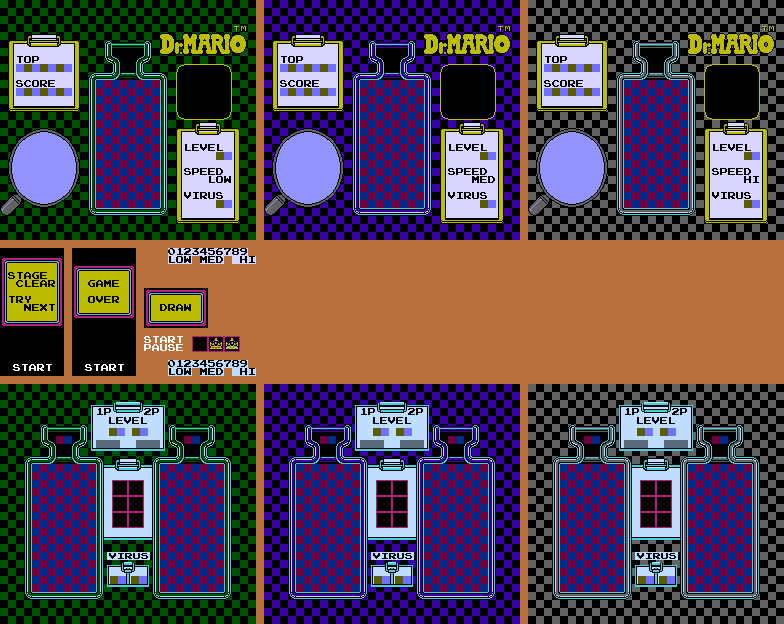 TM
Dr.MARIO
TOP
SCORE
LEVEL
SPEED
LOW
VIRUS
TM
Dr.MARIO
TOP
SCORE
LEVEL
SPEED
MED
VIRUS
TM
Dr.MARIO
TOP
SCORE
LEVEL
SPEED
HI
VIRUS
STAGE
CLEAR
TRY
NEXT
START
GAME
OVER
START
DRAW
0123456789
LOW MED HI
START
PAUSE
0123456789
LOW MED HI
1P 2P
LEVEL
VIRUS
1P 2P
LEVEL
VIRUS
1P 2P
LEVEL
VIRUS